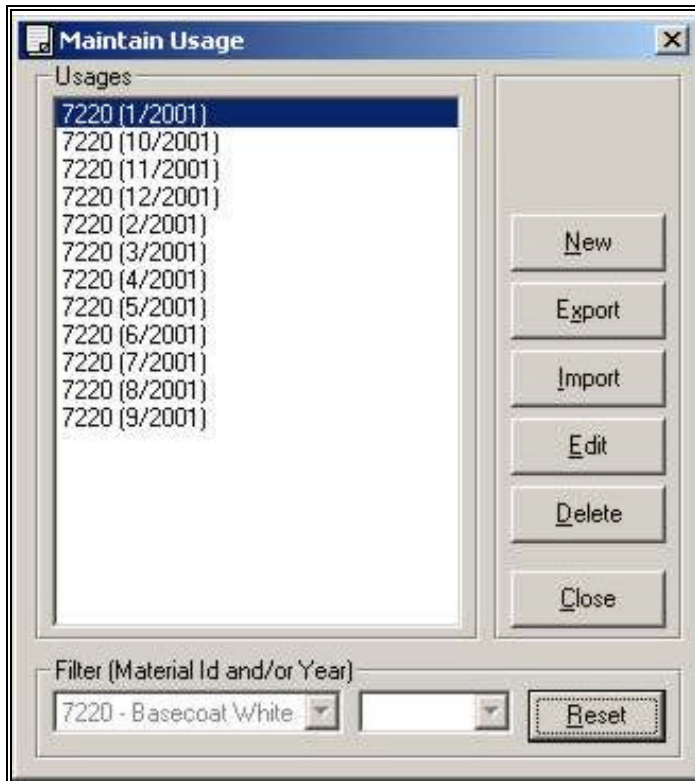 Maintain Usage
Usages
7220 (1/2001)
7220 (10/2001)
7220 (11/2001)
7220 (12/2001)
7220 (2/2001)
7220 (3/2001)
7220 (4/2001)
7220 (5/2001)
7220 (6/2001)
7220 (7/2001)
7220 (8/2001)
7220 (9/2001)
New
Export
Import
Edit
Delete
Close
Filter (Material Id and/or Year)
7220 - Basecoat White
Reset